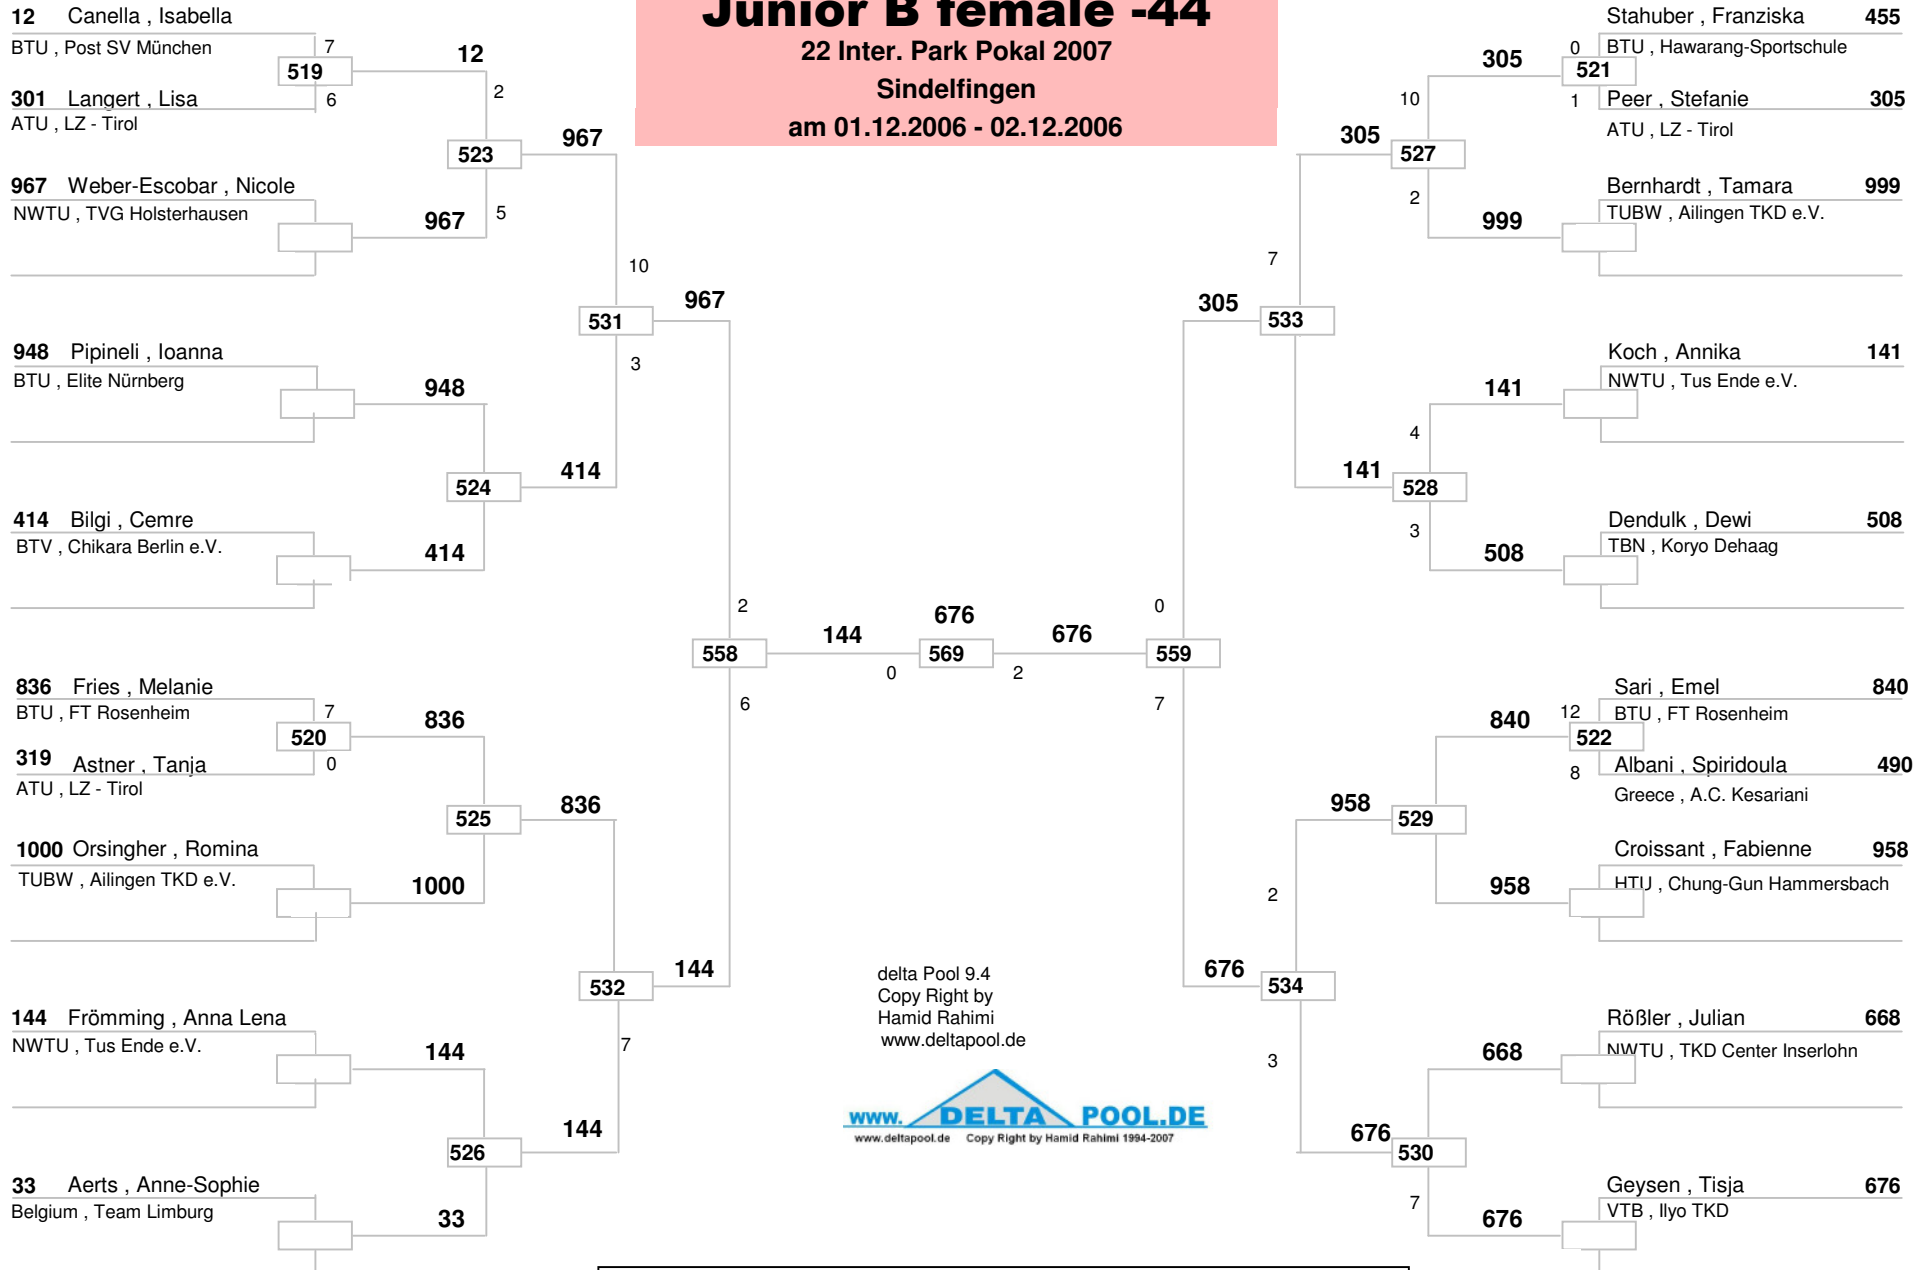 Junior B female -44
22 Inter. Park Pokal 2007
Sindelfingen
am 01.12.2006 - 02.12.2006
12 Canella , Isabella
BTU , Post SV München
7
519
12
301 Langert , Lisa
6
ATU , LZ - Tirol
2
523
967
967 Weber-Escobar , Nicole
NWTU , TVG Holsterhausen
967
5
10
531
967
3
948 Pipineli , Ioanna
BTU , Elite Nürnberg
948
524
414
414 Bilgi , Cemre
BTV , Chikara Berlin e.V.
414
2
558
144
6
836 Fries , Melanie
BTU , FT Rosenheim
7
520
836
319 Astner , Tanja
0
ATU , LZ - Tirol
525
836
1000 Orsingher , Romina
TUBW , Ailingen TKD e.V.
1000
532
144
7
144 Frömming , Anna Lena
NWTU , Tus Ende e.V.
144
526
144
33 Aerts , Anne-Sophie
Belgium , Team Limburg
33
676
0
569
2
676
Stahuber , Franziska 455
0
BTU , Hawarang-Sportschule
305
521
1
Peer , Stefanie 305
ATU , LZ - Tirol
10
305
527
2
Bernhardt , Tamara 999
TUBW , Ailingen TKD e.V.
999
7
305
533
Koch , Annika 141
NWTU , Tus Ende e.V.
141
4
141
528
3
Dendulk , Dewi 508
TBN , Koryo Dehaag
508
0
559
7
Sari , Emel 840
12
BTU , FT Rosenheim
840
522
8
Albani , Spiridoula 490
Greece , A.C. Kesariani
958
529
Croissant , Fabienne 958
HTU , Chung-Gun Hammersbach
958
2
676
534
3
Rößler , Julian 668
NWTU , TKD Center Inserlohn
668
676
530
7
Geysen , Tisja 676
VTB , Ilyo TKD
676
delta Pool 9.4
Copy Right by
Hamid Rahimi
www.deltapool.de
www. DELTA POOL.DE
www.deltapool.de Copy Right by Hamid Rahimi 1994-2007